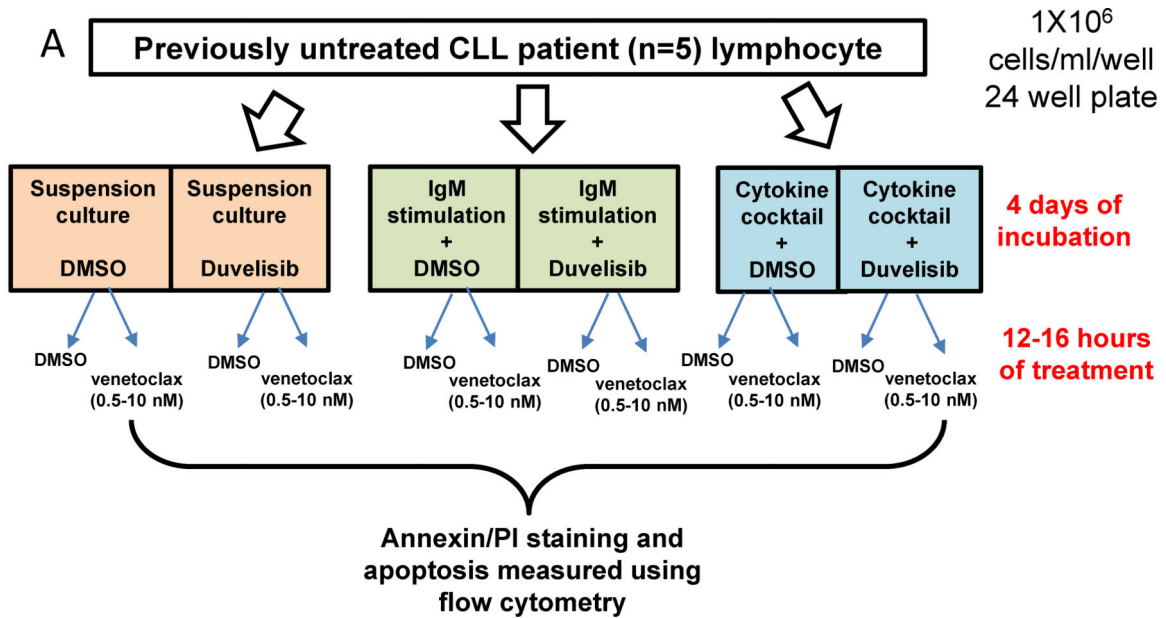 A
Previously untreated CLL patient (n=5) lymphocyte
1X10⁶
cells/ml/well
24 well plate
Suspension
culture
DMSO
Suspension
culture
Duvelisib
IgM
stimulation
+
DMSO
IgM
stimulation
+
Duvelisib
Cytokine
cocktail
+
DMSO
Cytokine
cocktail
+
Duvelisib
4 days of
incubation
DMSO
venetoclax
(0.5-10 nM)
DMSO
venetoclax
(0.5-10 nM)
DMSO
venetoclax
(0.5-10 nM)
DMSO
venetoclax
(0.5-10 nM)
DMSO
venetoclax
(0.5-10 nM)
DMSO
venetoclax
(0.5-10 nM)
12-16 hours
of treatment
Annexin/PI staining and
apoptosis measured using
flow cytometry